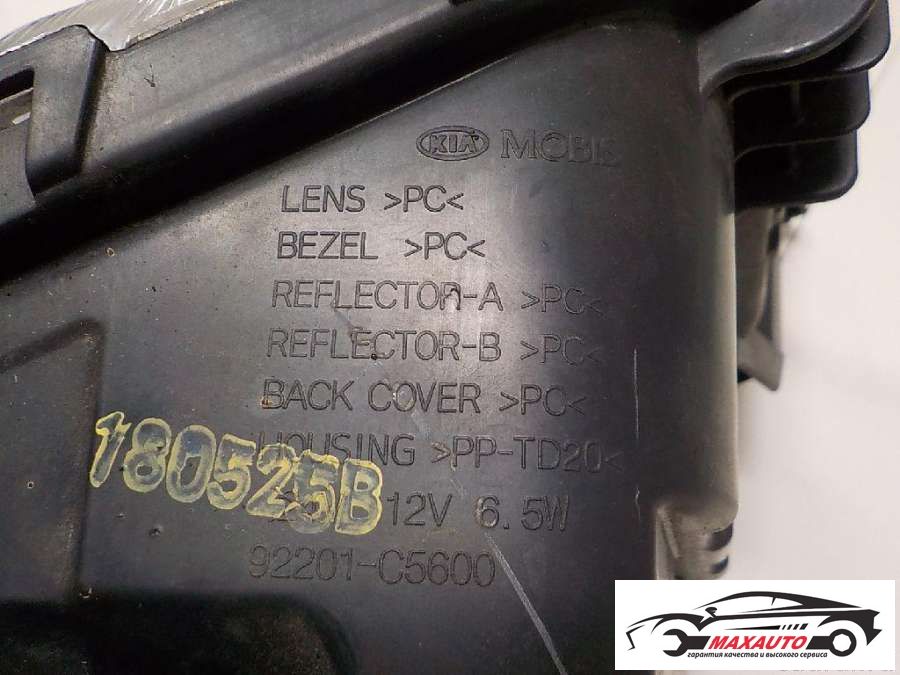 KIA MOBIS
LENS >PC<
BEZEL >PC<
REFLECTOR-A >PC<
REFLECTOR-B >PC<
BACK COVER >PC<
HOUSING >PP-TD20<
180525B
12V 6.5W
92201-C5600
MAXAUTO
гарантия качества и высокого сервиса